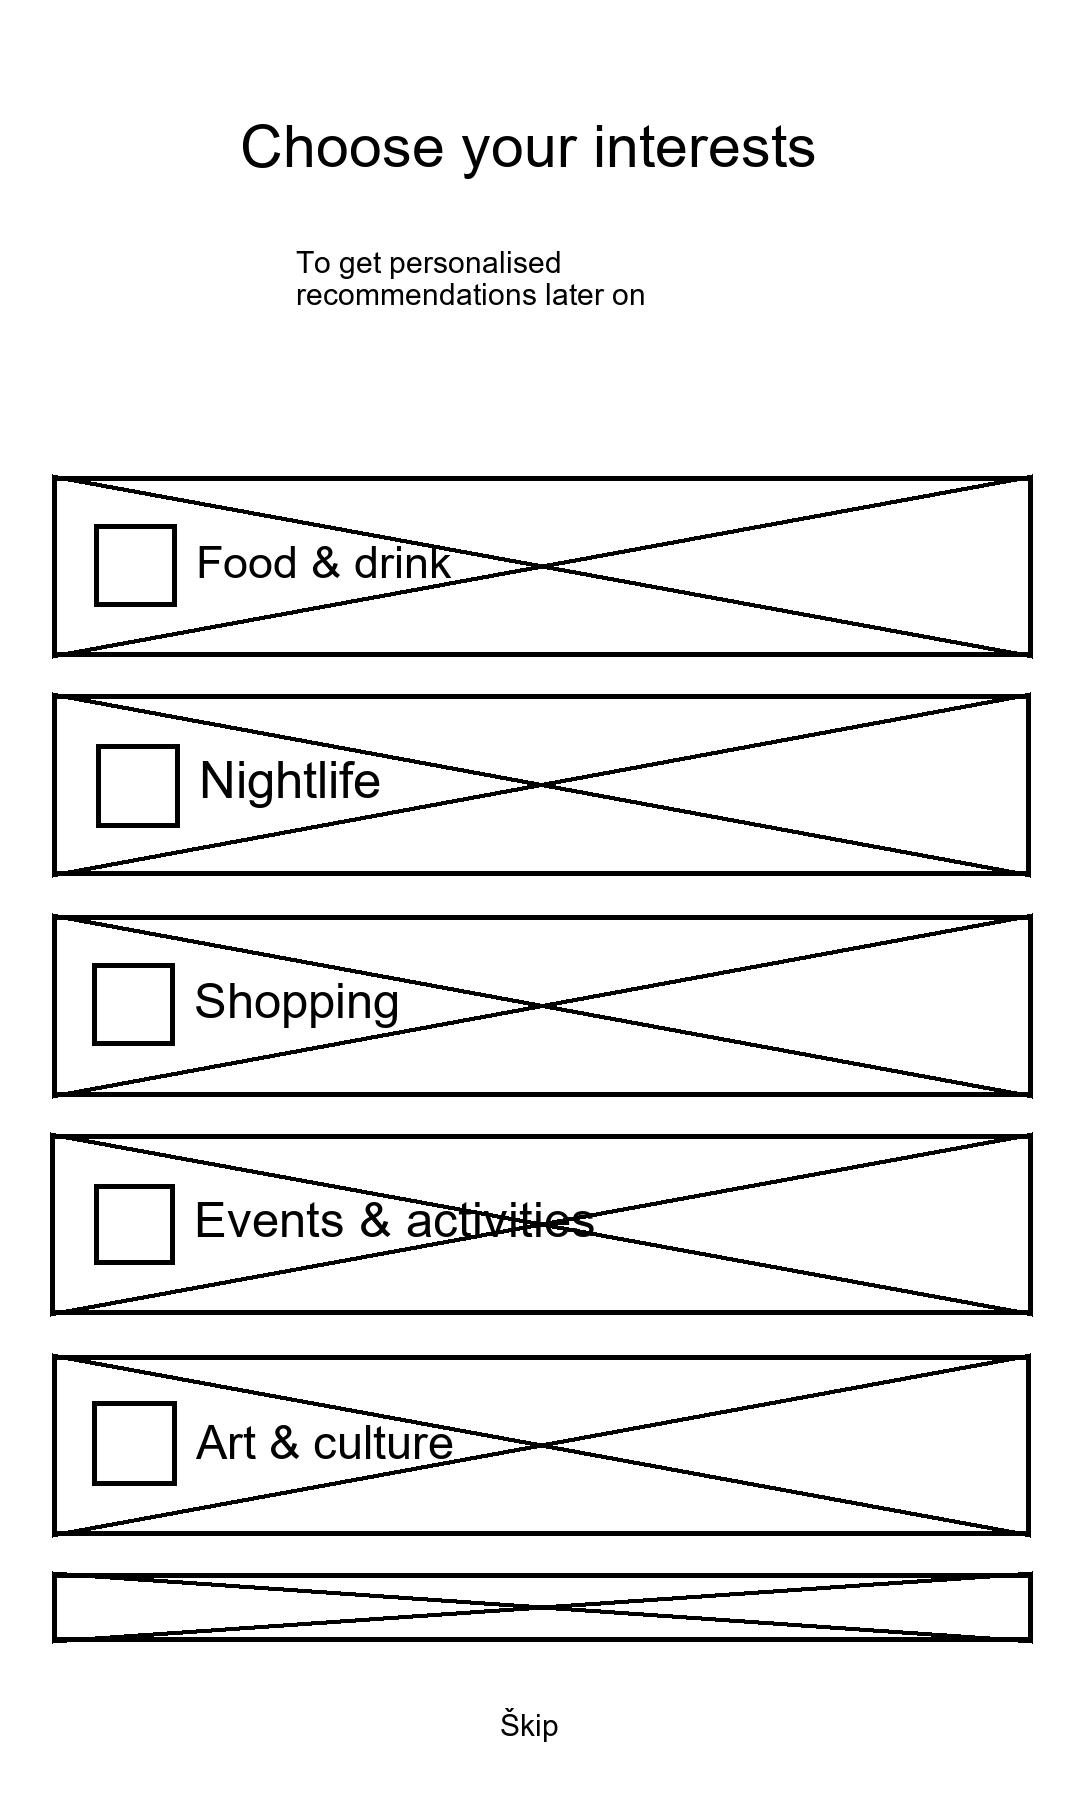 Choose your interests
To get personalised
recommendations later on
Food & drink
Nightlife
Shopping
Events & activities
Art & culture
Škip